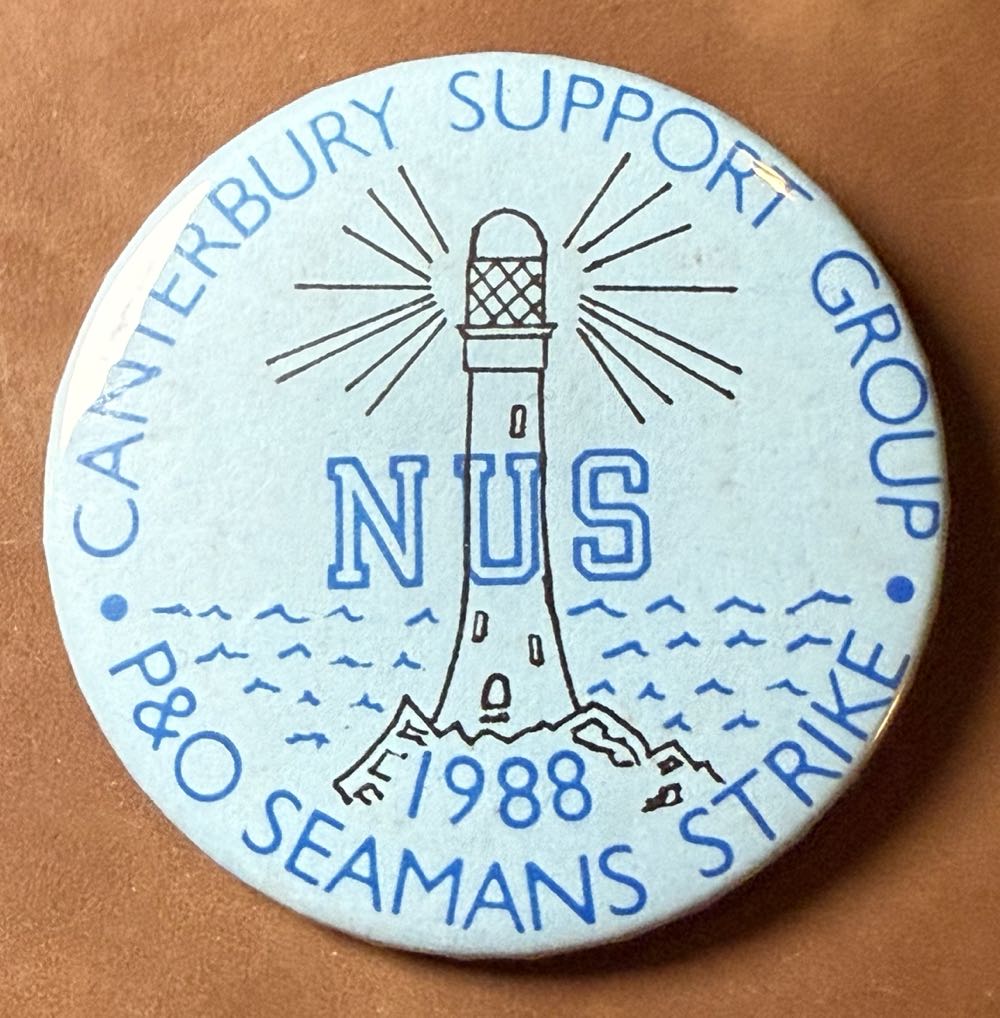 CANTERBURY SUPPORT GROUP
NUS
1988
P&O SEAMANS STRIKE